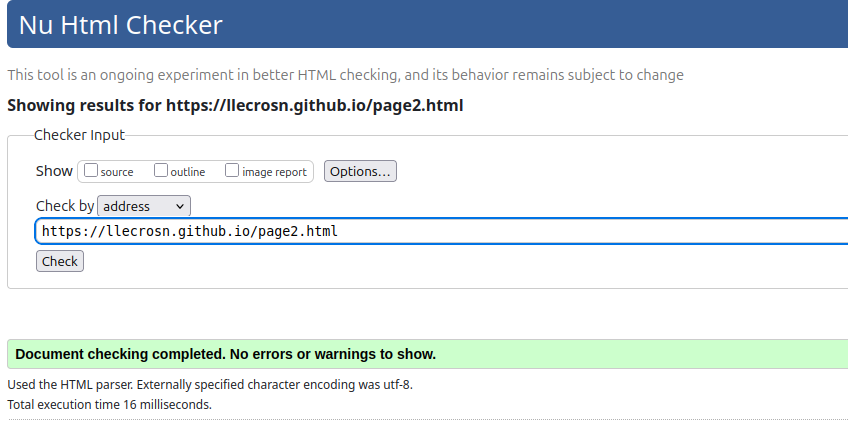 Nu Html Checker
This tool is an ongoing experiment in better HTML checking, and its behavior remains subject to change
Showing results for https://llecrosn.github.io/page2.html
Checker Input
Show source outline image report Options...
Check by address
https://llecrosn.github.io/page2.html
Check
Document checking completed. No errors or warnings to show.
Used the HTML parser. Externally specified character encoding was utf-8.
Total execution time 16 milliseconds.